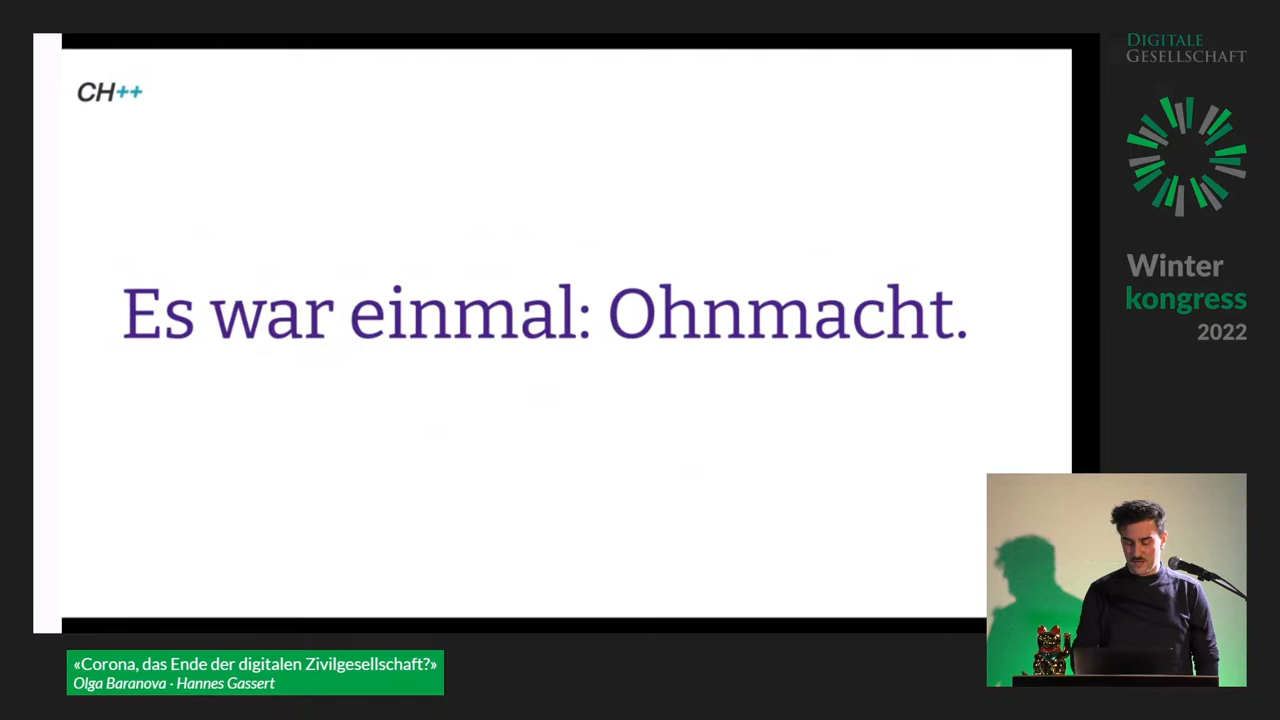 CH++
Es war einmal: Ohnmacht.
DIGITALE
GESELLSCHAFT
Winter
kongress
2022
«Corona, das Ende der digitalen Zivilgesellschaft?»
Olga Baranova · Hannes Gassert